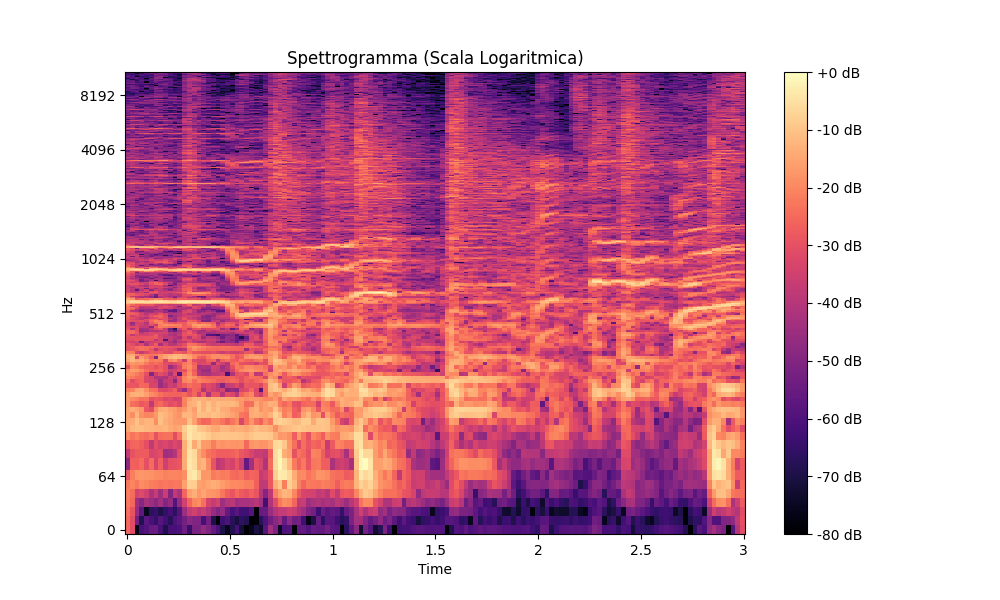 Spettrogramma (Scala Logaritmica)
Hz
8192
4096
2048
1024
512
256
128
64
0
0 0.5 1 1.5 2 2.5 3
Time
+0 dB
-10 dB
-20 dB
-30 dB
-40 dB
-50 dB
-60 dB
-70 dB
-80 dB